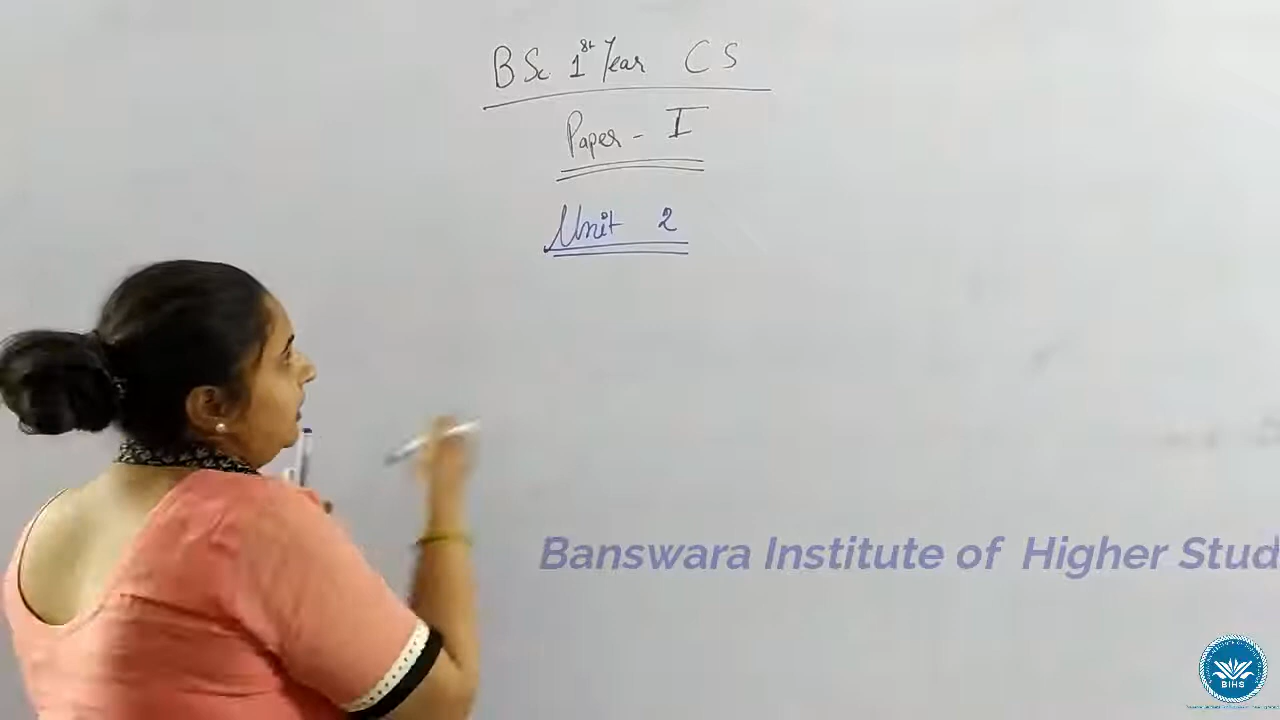 BSc 1st Year CS
Paper - I
Unit 2
Banswara Institute of Higher Stud
BIHS